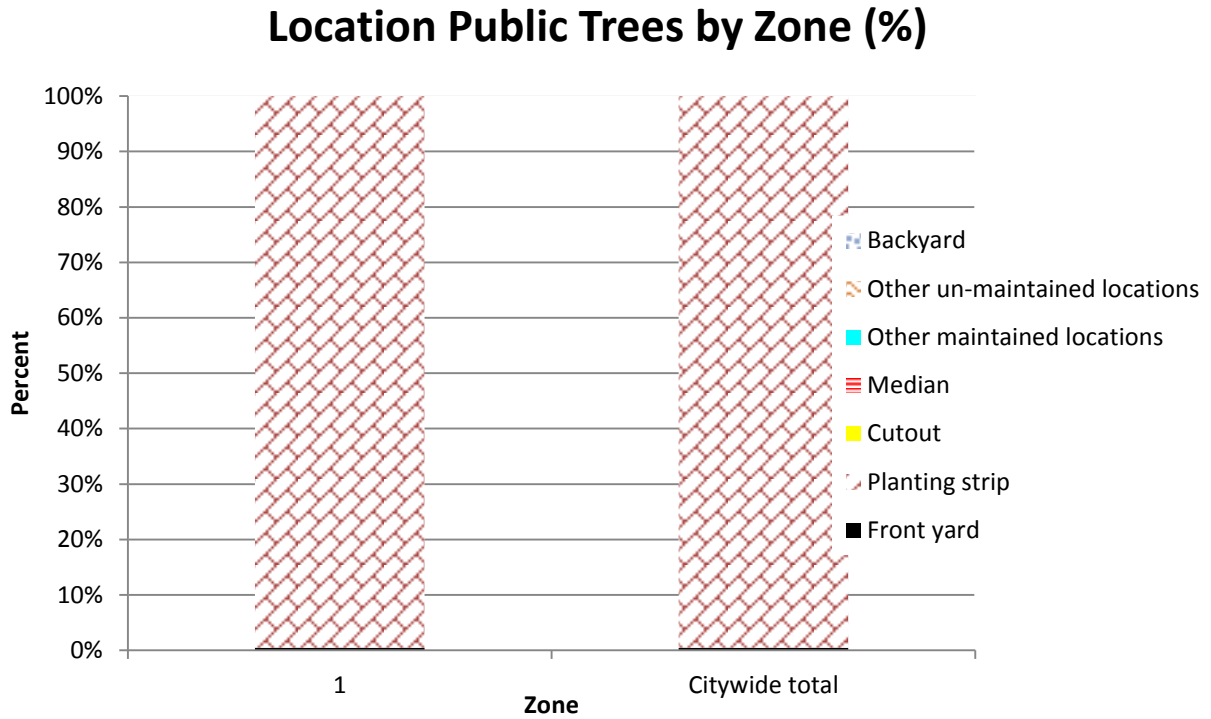 Location Public Trees by Zone (%)
100%
90%
80%
70%
60%
50%
40%
30%
20%
10%
0%
Percent
1
Citywide total
Zone
Backyard
Other un-maintained locations
Other maintained locations
Median
Cutout
Planting strip
Front yard